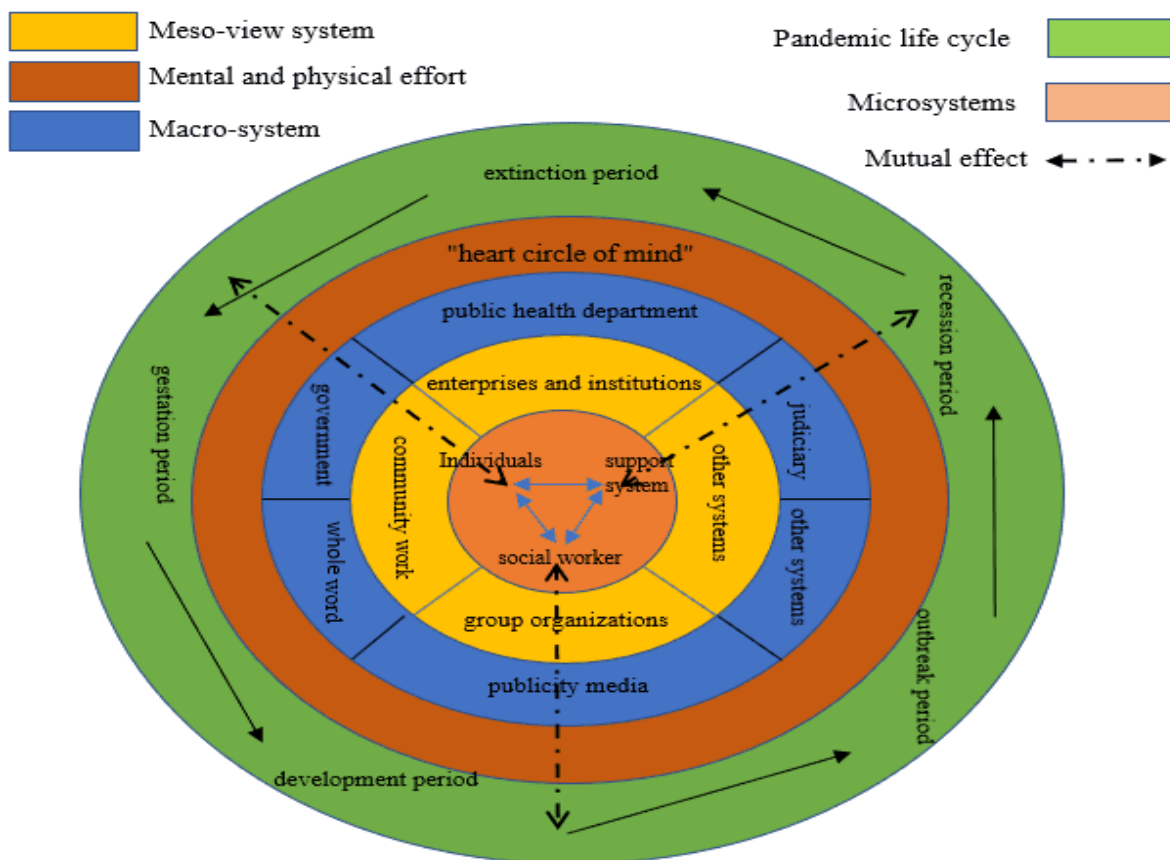 Meso-view system
Mental and physical effort
Macro-system
Pandemic life cycle
Microsystems
Mutual effect
extinction period
"heart circle of mind"
public health department
enterprises and institutions
recession period
gestation period
government
judiciary
community work
Individuals
support
system
other systems
social worker
whole word
other systems
group organizations
outbreak period
publicity media
development period